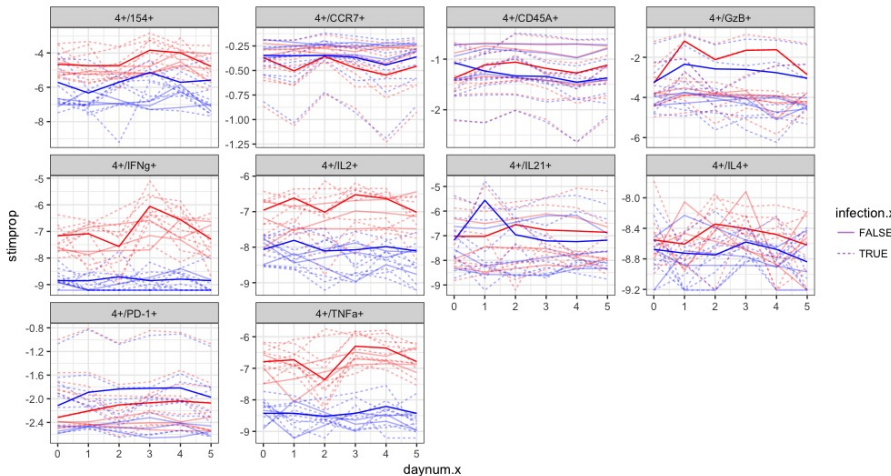 4+/154+ 4+/CCR7+ 4+/CD45A+ 4+/GzB+
-4 -6 -8
-0.25 -0.50 -0.75 -1.00 -1.25
-1 -2
-2 -4 -6
4+/IFNg+ 4+/IL2+ 4+/IL21+ 4+/IL4+
-5 -6 -7 -8 -9
-6 -7 -8 -9
-5 -6 -7 -8 -9
-8.0 -8.4 -8.8 -9.2
0 1 2 3 4 5 0 1 2 3 4 5
4+/PD-1+ 4+/TNFa+
-0.8 -1.2 -1.6 -2.0 -2.4
-6 -7 -8 -9
0 1 2 3 4 5 0 1 2 3 4 5
stimprop
daynum.x
infection.x
FALSE
TRUE